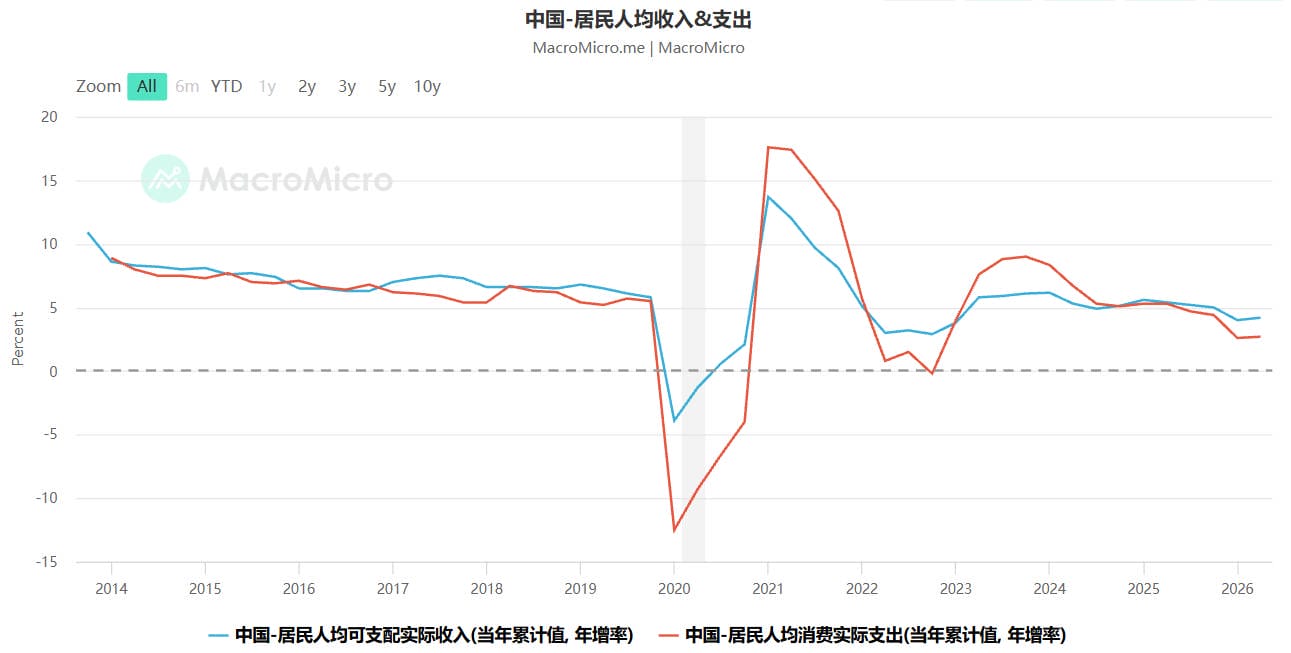 中国-居民人均收入&支出
MacroMicro.me | MacroMicro
Zoom All 6m YTD 1y 2y 3y 5y 10y
20
15
10
5
0
-5
-10
-15
Percent
MacroMicro
2014 2015 2016 2017 2018 2019 2020 2021 2022 2023 2024 2025 2026
中国-居民人均可支配实际收入(当年累计值, 年增率) 中国-居民人均消费实际支出(当年累计值, 年增率)